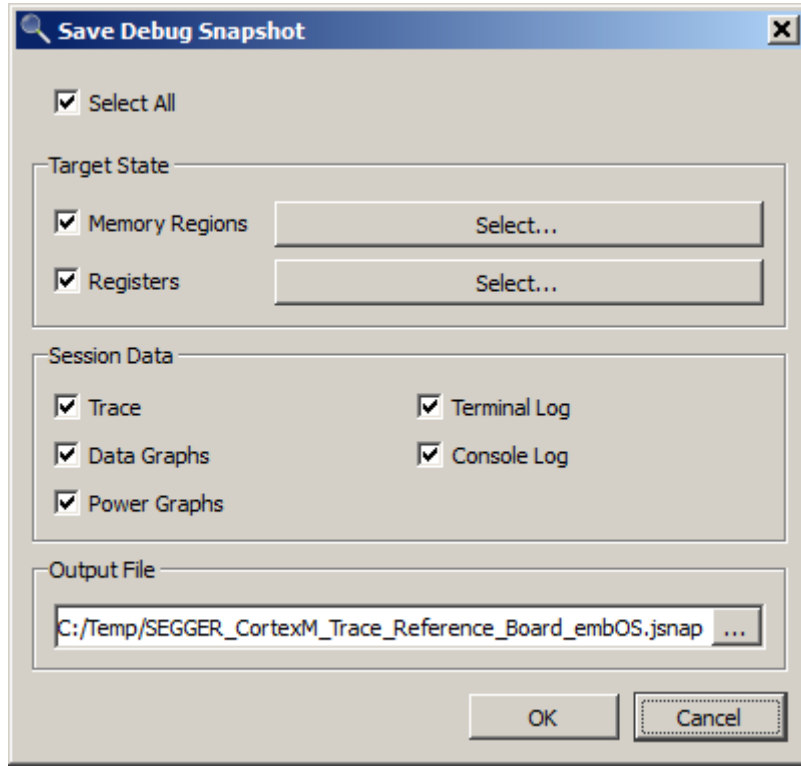 Save Debug Snapshot
Select All
Target State
Memory Regions Select...
Registers Select...
Session Data
Trace Terminal Log
Data Graphs Console Log
Power Graphs
Output File
C:/Temp/SEGGER_CortexM_Trace_Reference_Board_embOS.jsnap ...
OK Cancel